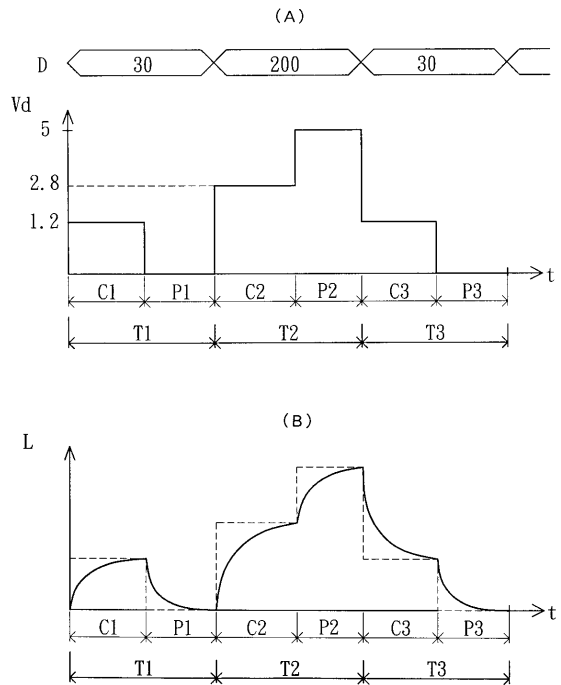 (A)
D 30 200 30
Vd
5
2.8
1.2
t
C1 P1 C2 P2 C3 P3
T1 T2 T3
(B)
L
t
C1 P1 C2 P2 C3 P3
T1 T2 T3